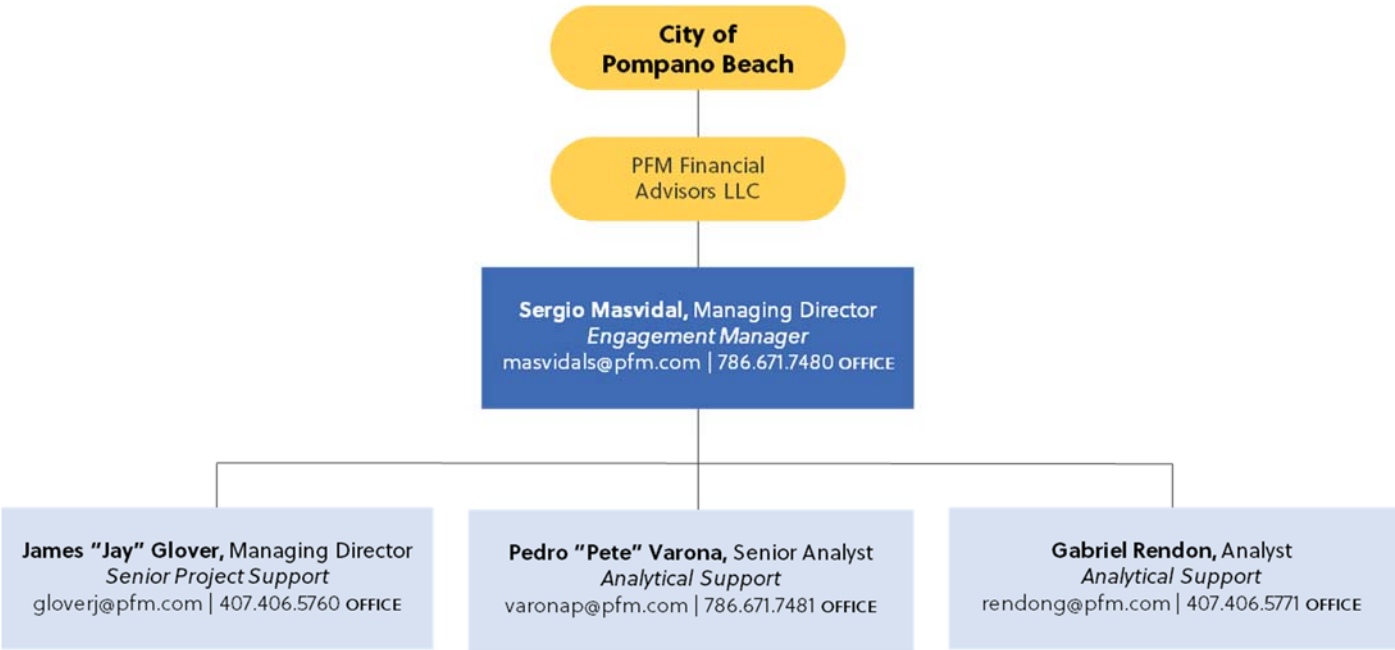 City of
Pompano Beach
PFM Financial
Advisors LLC
Sergio Masvidal, Managing Director
Engagement Manager
masvidals@pfm.com | 786.671.7480 OFFICE
James "Jay" Glover, Managing Director
Senior Project Support
gloverj@pfm.com | 407.406.5760 OFFICE
Pedro "Pete" Varona, Senior Analyst
Analytical Support
varonap@pfm.com | 786.671.7481 OFFICE
Gabriel Rendon, Analyst
Analytical Support
rendong@pfm.com | 407.406.5771 OFFICE